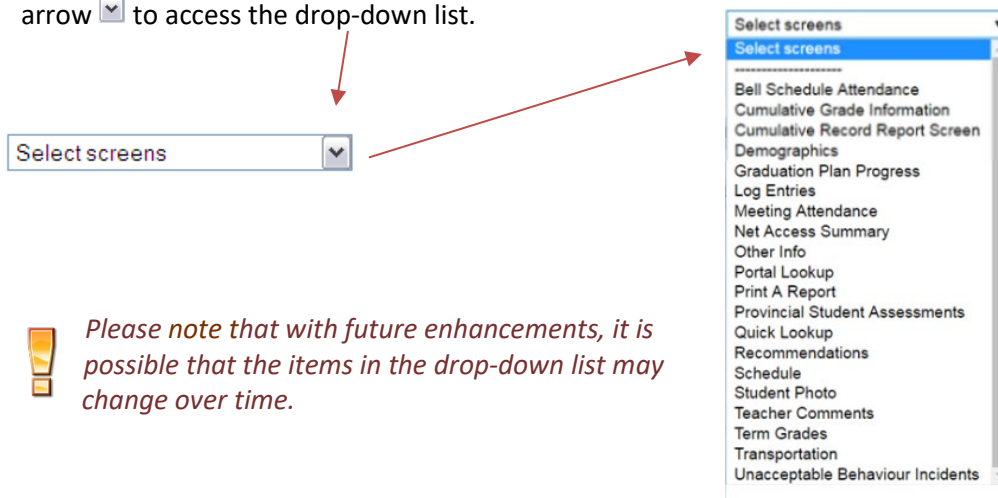 arrow to access the drop-down list.
Select screens
Please note that with future enhancements, it is
possible that the items in the drop-down list may
change over time.
Select screens
Select screens
--------------------
Bell Schedule Attendance
Cumulative Grade Information
Cumulative Record Report Screen
Demographics
Graduation Plan Progress
Log Entries
Meeting Attendance
Net Access Summary
Other Info
Portal Lookup
Print A Report
Provincial Student Assessments
Quick Lookup
Recommendations
Schedule
Student Photo
Teacher Comments
Term Grades
Transportation
Unacceptable Behaviour Incidents